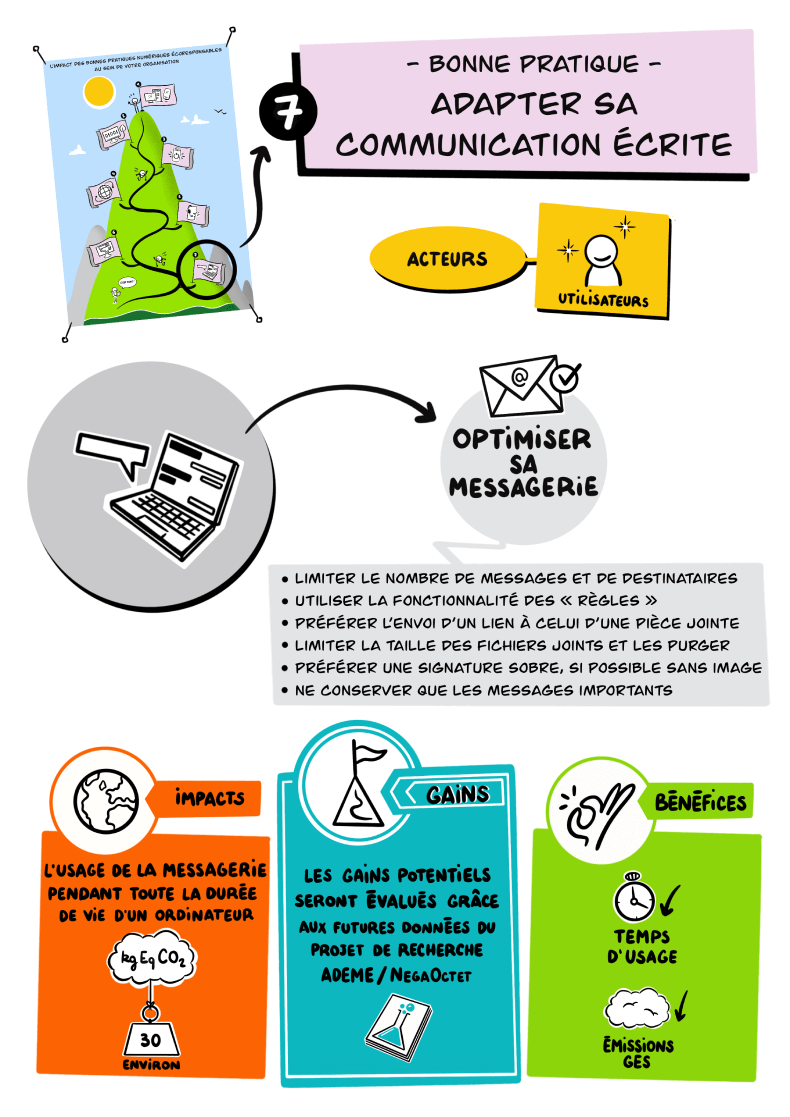 L'IMPACT DES BONNES PRATIQUES NUMÉRIQUES ÉCORESPONSABLES
AU SEIN DE VOTRE ORGANISATION
7
- BONNE PRATIQUE -
ADAPTER SA
COMMUNICATION ÉCRITE
ACTEURS
UTILISATEURS
@
OPTIMISER
SA
MESSAGERIE
• LIMITER LE NOMBRE DE MESSAGES ET DE DESTINATAIRES
• UTILISER LA FONCTIONNALITÉ DES « RÈGLES »
• PRÉFÉRER L'ENVOI D'UN LIEN À CELUI D'UNE PIÈCE JOINTE
• LIMITER LA TAILLE DES FICHIERS JOINTS ET LES PURGER
• PRÉFÉRER UNE SIGNATURE SOBRE, SI POSSIBLE SANS IMAGE
• NE CONSERVER QUE LES MESSAGES IMPORTANTS
IMPACTS
L'USAGE DE LA MESSAGERIE
PENDANT TOUTE LA DURÉE
DE VIE D'UN ORDINATEUR
kg Eq CO2
30
ENVIRON
GAINS
LES GAINS POTENTIELS
SERONT ÉVALUÉS GRÂCE
AUX FUTURES DONNÉES DU
PROJET DE RECHERCHE
ADEME / NEGAOCTET
BÉNÉFICES
TEMPS
D'USAGE
ÉMISSIONS
GES